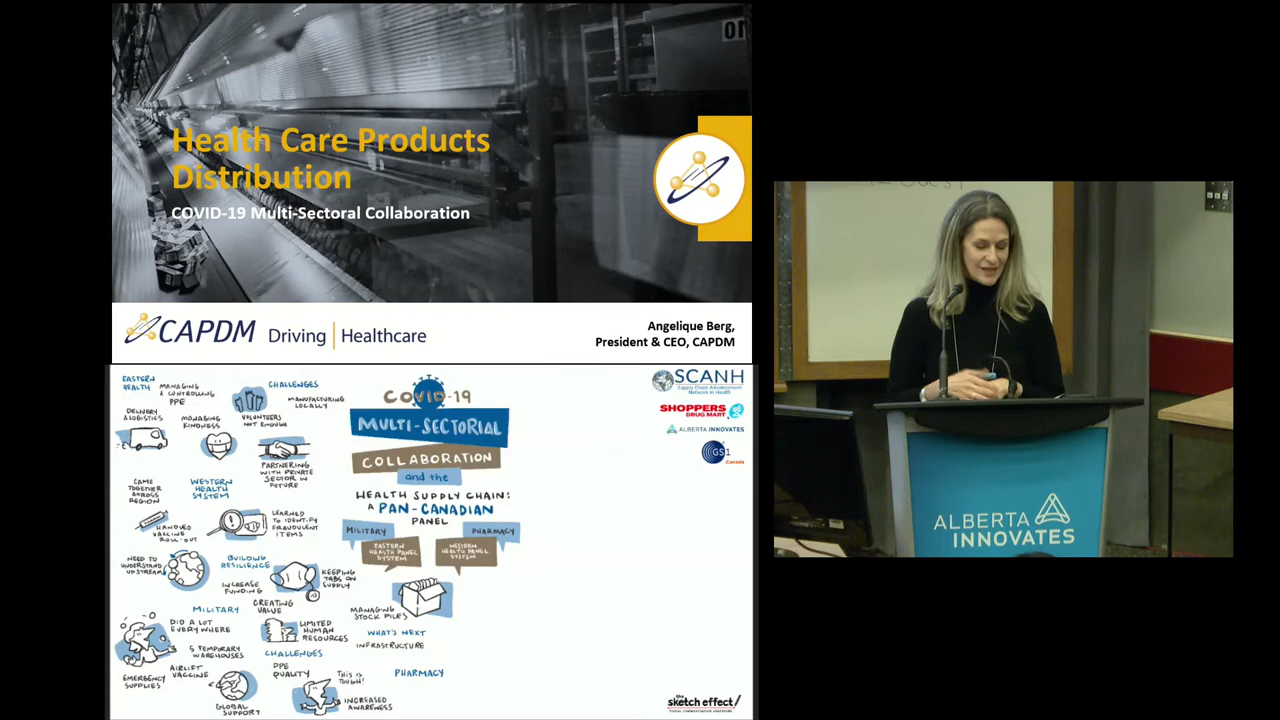 on
Health Care Products
Distribution
COVID-19 Multi-Sectoral Collaboration
CAPDM Driving | Healthcare
Angelique Berg,
President & CEO, CAPDM
EASTERN
HEALTH
MANAGING
& CONTROLLING
PPE
CHALLENGES
MANUFACTURING
LOCALLY
DELIVERY
& LOGISTICS
MANAGING
KINDNESS
VOLUNTEERS
NOT ENOUGH
PARTNERING
WITH PRIVATE
SECTOR IN
FUTURE
CAME
TOGETHER
ACROSS
REGION
WESTERN
HEALTH
SYSTEM
HANDLED
VACCINE
ROLL-OUT
LEARNED
TO IDENTIFY
FRAUDULENT
ITEMS
NEED TO
UNDERSTAND
UPSTREAM
BUILDING
RESILIENCE
INCREASE
FUNDING
KEEPING
TABS ON
SUPPLY
MILITARY
CREATING
VALUE
DID A LOT
EVERYWHERE
LIMITED
HUMAN
RESOURCES
5 TEMPORARY
WAREHOUSES
CHALLENGES
EMERGENCY
SUPPLIES
AIRLIFT
VACCINE
GLOBAL
SUPPORT
PPE
QUALITY
THIS IS
TOUGH!
INCREASED
AWARENESS
COVID-19
MULTI-SECTORIAL
COLLABORATION
and the
HEALTH SUPPLY CHAIN:
A PAN-CANADIAN
PANEL
MILITARY
PHARMACY
EASTERN
HEALTH PANEL
SYSTEM
WESTERN
HEALTH PANEL
SYSTEM
MANAGING
STOCK PILES
WHAT'S NEXT
INFRASTRUCTURE
PHARMACY
SCANH
Supply Chain Advancement
Network in Health
SHOPPERS
DRUG MART
ALBERTA INNOVATES
GS1
Canada
the
sketch effect/
ALBERTA
INNOVATES